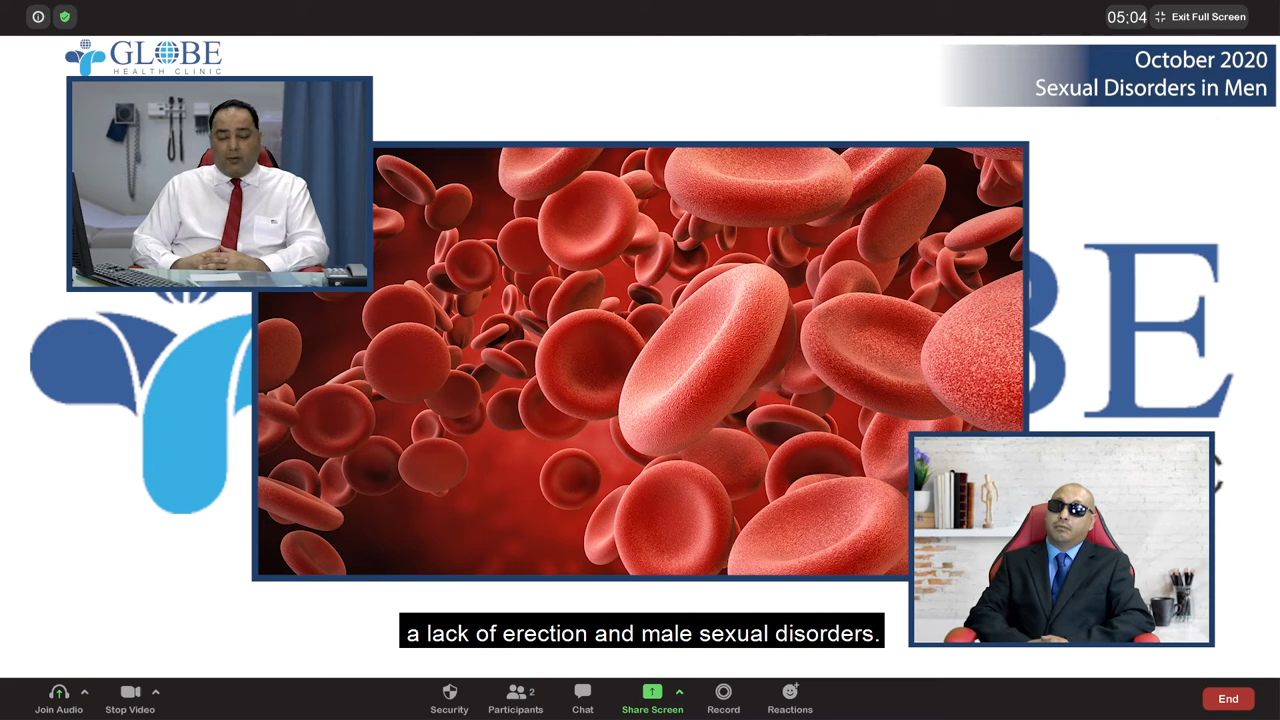 05:04
Exit Full Screen
GLOBE
HEALTH CLINIC
October 2020
Sexual Disorders in Men
BE
C
a lack of erection and male sexual disorders.
Join Audio
Stop Video
Security
Participants
2
Chat
Share Screen
Record
Reactions
End